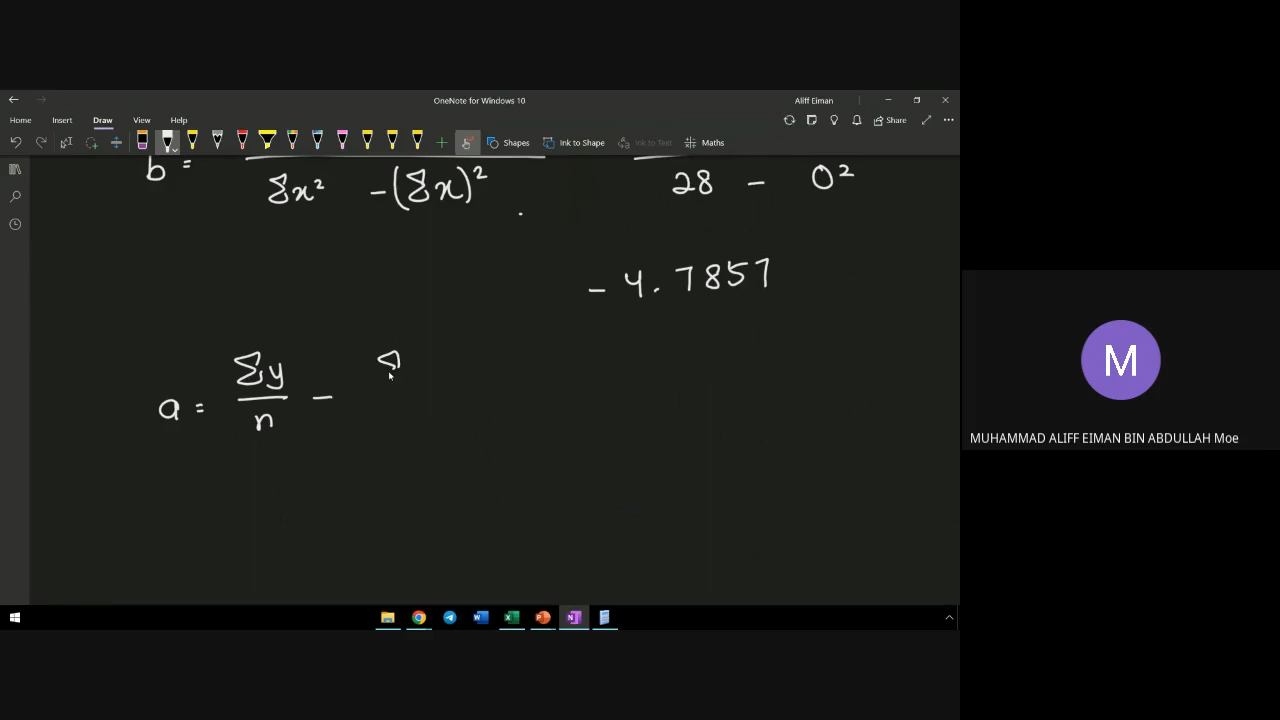 OneNote for Windows 10
Aliff Eiman
Home Insert Draw View Help
Share
Shapes Ink to Shape Ink to Text Maths
b =
Σx² -(Σx)²
28 - 0²
- 4.7857
a = Σy/n - Σ
M
MUHAMMAD ALIFF EIMAN BIN ABDULLAH Moe